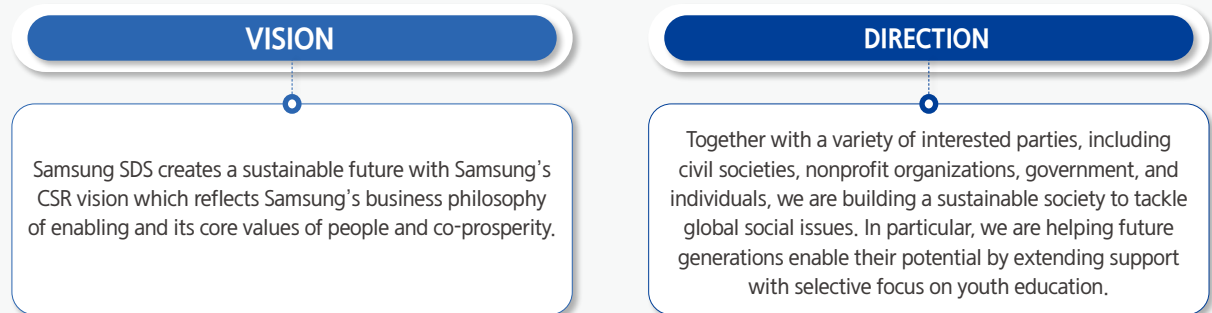 VISION
Samsung SDS creates a sustainable future with Samsung's
CSR vision which reflects Samsung's business philosophy
of enabling and its core values of people and co-prosperity.
DIRECTION
Together with a variety of interested parties, including
civil societies, nonprofit organizations, government, and
individuals, we are building a sustainable society to tackle
global social issues. In particular, we are helping future
generations enable their potential by extending support
with selective focus on youth education.